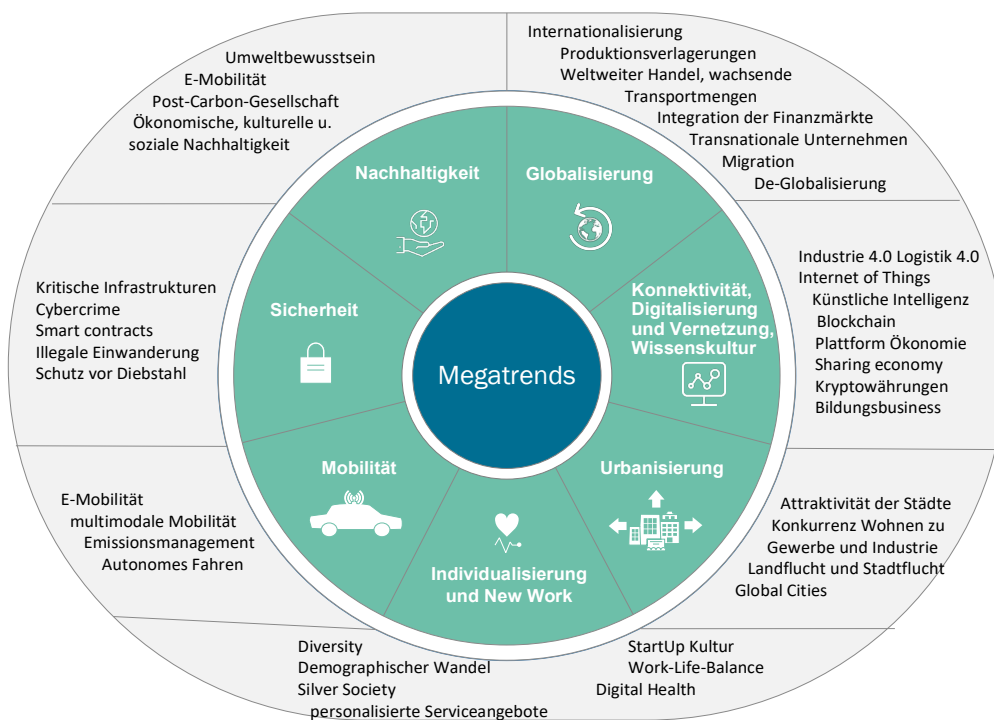 Umweltbewusstsein
E-Mobilität
Post-Carbon-Gesellschaft
Ökonomische, kulturelle u.
soziale Nachhaltigkeit
Internationalisierung
Produktionsverlagerungen
Weltweiter Handel, wachsende
Transportmengen
Integration der Finanzmärkte
Transnationale Unternehmen
Migration
De-Globalisierung
Nachhaltigkeit
Globalisierung
Kritische Infrastrukturen
Cybercrime
Smart contracts
Illegale Einwanderung
Schutz vor Diebstahl
Sicherheit
Megatrends
Konnektivität,
Digitalisierung
und Vernetzung,
Wissenskultur
Industrie 4.0 Logistik 4.0
Internet of Things
Künstliche Intelligenz
Blockchain
Plattform Ökonomie
Sharing economy
Kryptowährungen
Bildungsbusiness
E-Mobilität
multimodale Mobilität
Emissionsmanagement
Autonomes Fahren
Mobilität
Individualisierung
und New Work
Urbanisierung
Attraktivität der Städte
Konkurrenz Wohnen zu
Gewerbe und Industrie
Landflucht und Stadtflucht
Global Cities
Diversity
Demographischer Wandel
Silver Society
personalisierte Serviceangebote
StartUp Kultur
Work-Life-Balance
Digital Health